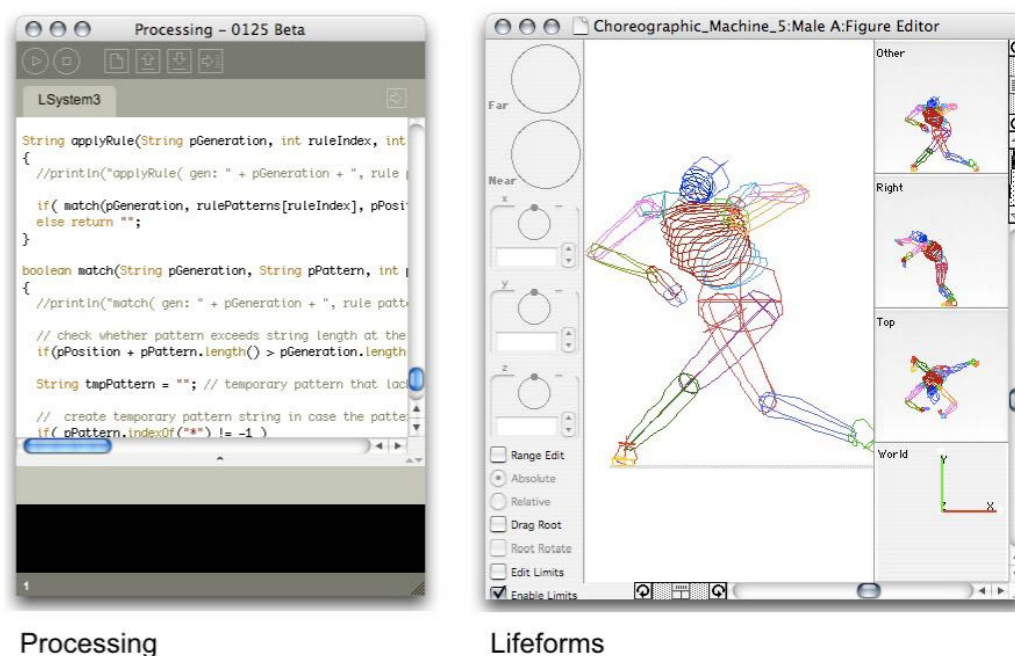 Processing – 0125 Beta
LSystem3
String applyRule(String pGeneration, int ruleIndex, int
{
//println("applyRule( gen: " + pGeneration + ", rule
if( match(pGeneration, rulePatterns[ruleIndex], pPosit
else return "";
}
boolean match(String pGeneration, String pPattern, int
{
//println("match( gen: " + pGeneration + ", rule patte
// check whether pattern exceeds string length at the
if(pPosition + pPattern.length() > pGeneration.length
String tmpPattern = ""; // temporary pattern that lac
// create temporary pattern string in case the patte
if( pPattern.indexOf("*") != -1 )
1
Processing
Choreographic_Machine_5:Male A:Figure Editor
Far
Near
x
y
z
Range Edit
Absolute
Relative
Drag Root
Root Rotate
Edit Limits
Enable Limits
Other
Right
Top
World
Y
Z
X
Lifeforms